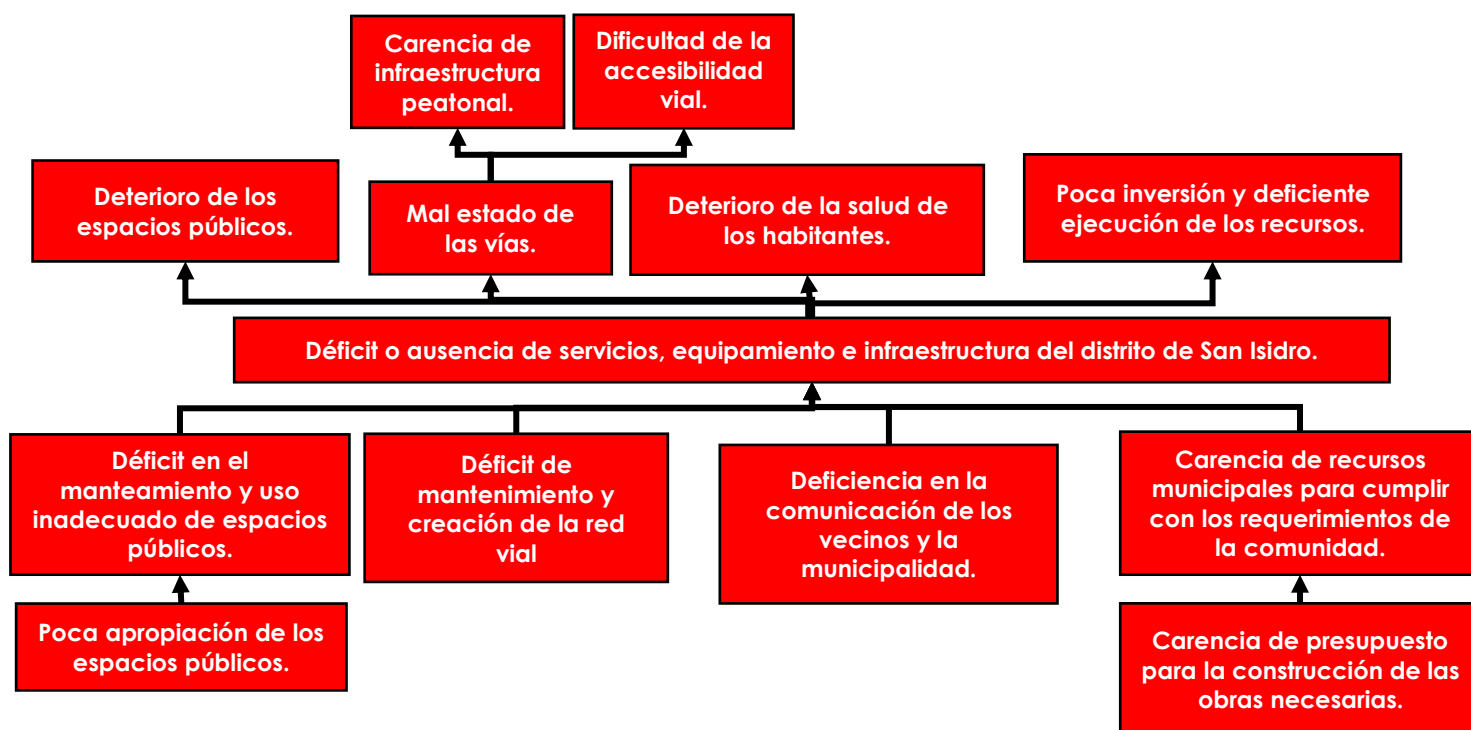 Carencia de
infraestructura
peatonal.
Dificultad de la
accesibilidad
vial.
Deterioro de los
espacios públicos.
Mal estado de
las vías.
Deterioro de la salud de
los habitantes.
Poca inversión y deficiente
ejecución de los recursos.
Déficit o ausencia de servicios, equipamiento e infraestructura del distrito de San Isidro.
Déficit en el
manteamiento y uso
inadecuado de espacios
públicos.
Déficit de
mantenimiento y
creación de la red
vial
Deficiencia en la
comunicación de los
vecinos y la
municipalidad.
Carencia de recursos
municipales para cumplir
con los requerimientos de
la comunidad.
Poca apropiación de los
espacios públicos.
Carencia de presupuesto
para la construcción de las
obras necesarias.